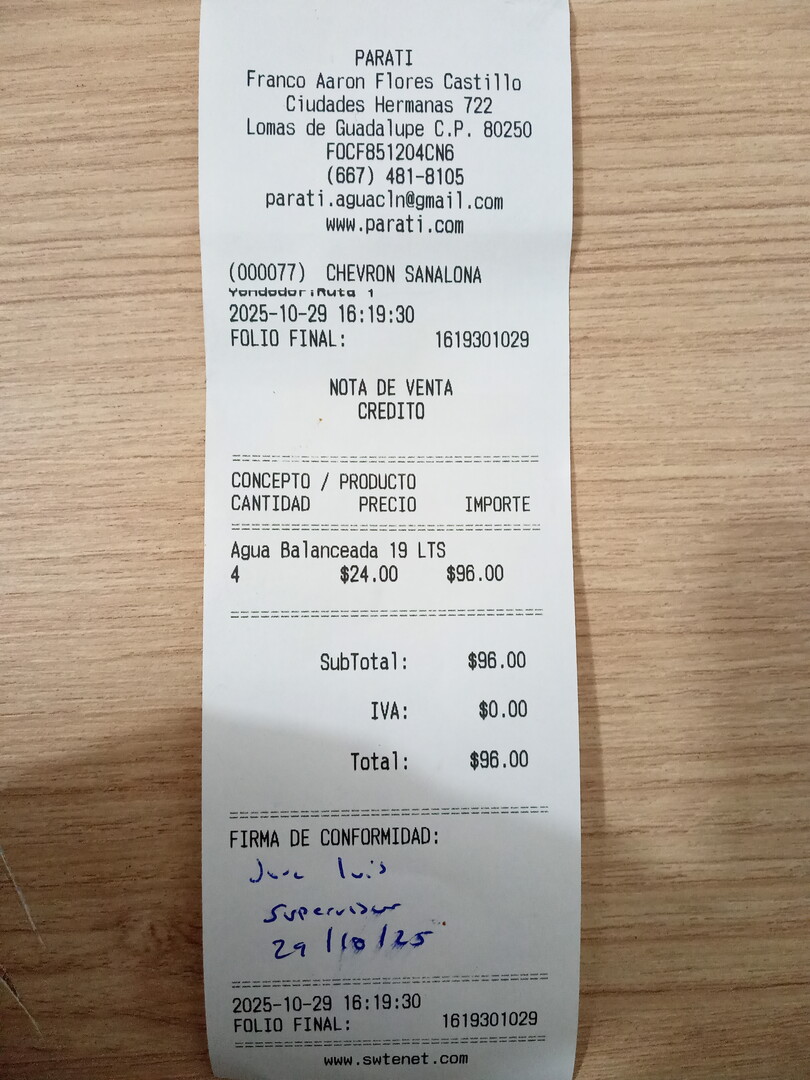 PARATI
Franco Aaron Flores Castillo
Ciudades Hermanas 722
Lomas de Guadalupe C.P. 80250
FOCF851204CN6
(667) 481-8105
parati.aguacln@gmail.com
www.parati.com
(000077) CHEVRON SANALONA
Vendedor:Ruta 1
2025-10-29 16:19:30
FOLIO FINAL: 1619301029
NOTA DE VENTA
CREDITO
CONCEPTO / PRODUCTO
CANTIDAD PRECIO IMPORTE
Agua Balanceada 19 LTS
4 $24.00 $96.00
SubTotal: $96.00
IVA: $0.00
Total: $96.00
FIRMA DE CONFORMIDAD:
luis
supervisor
29/10/25
2025-10-29 16:19:30
FOLIO FINAL: 1619301029
www.swtenet.com